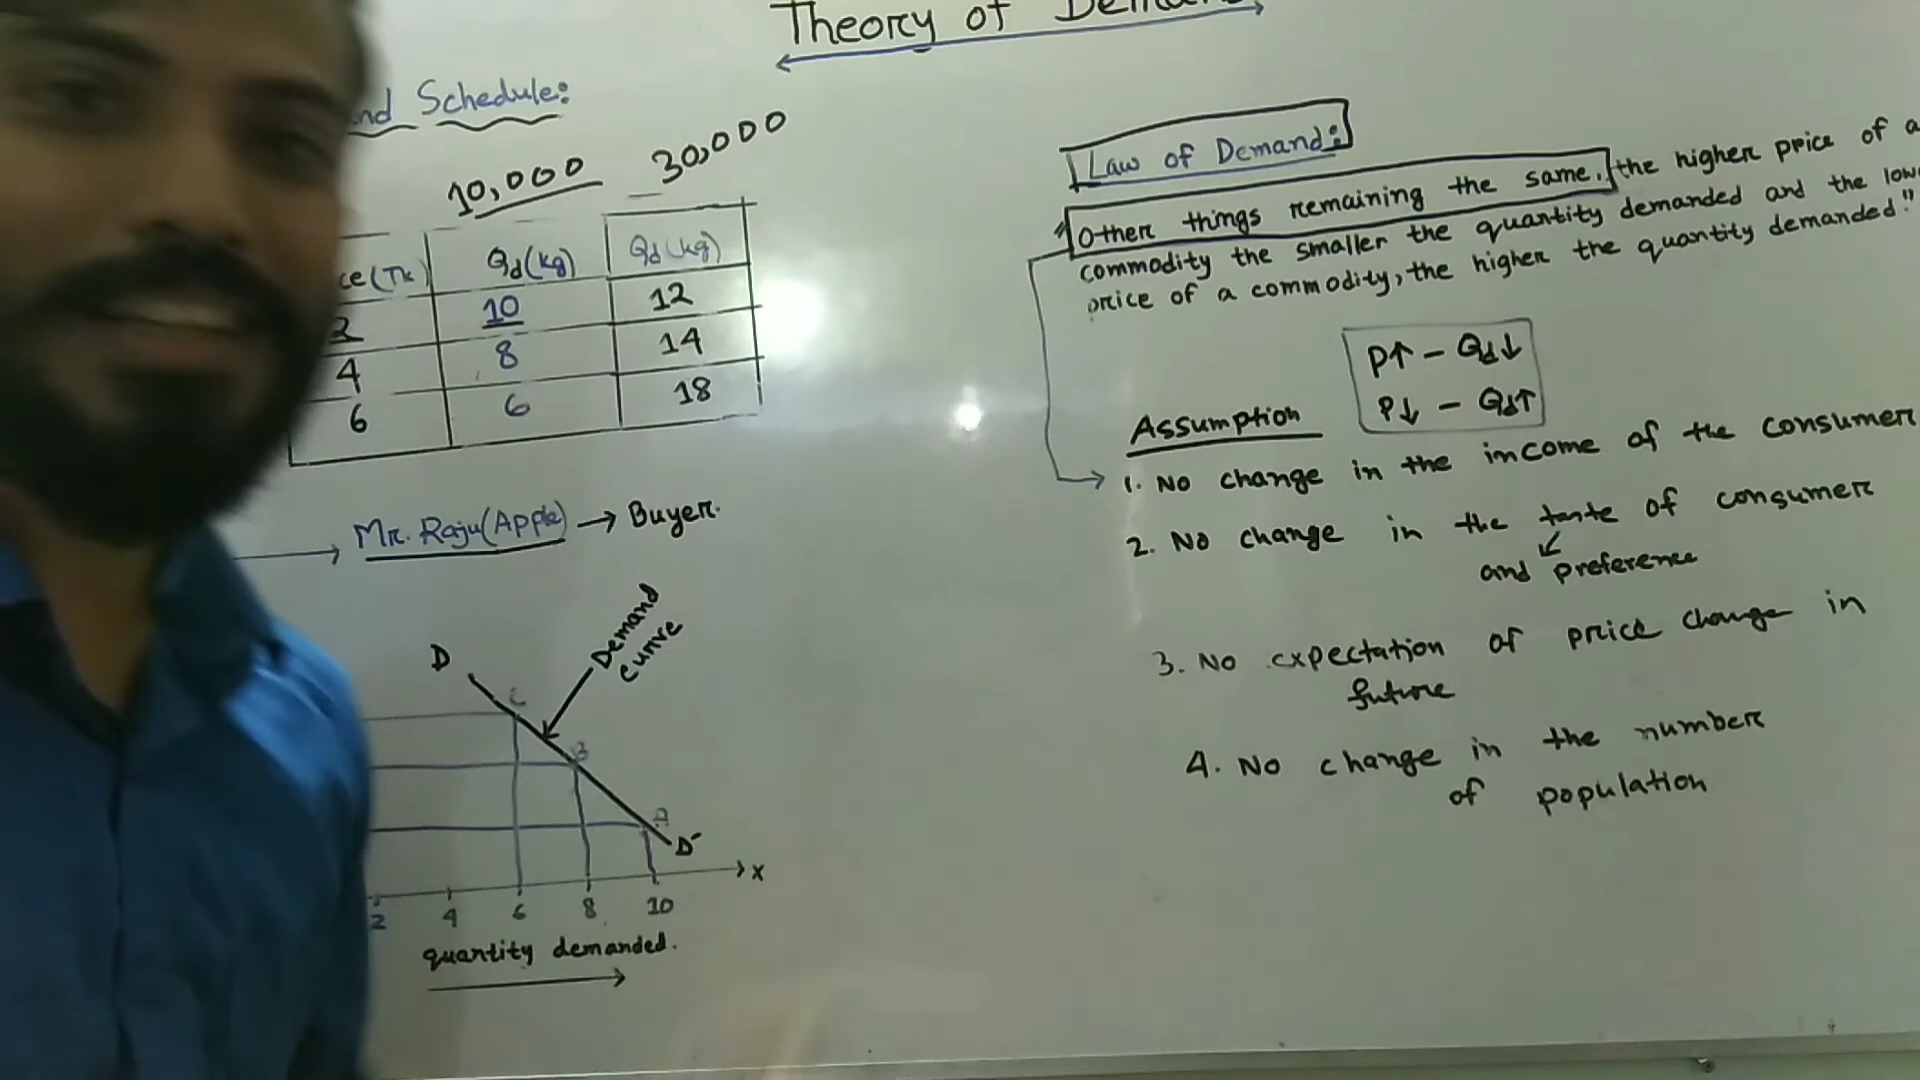 Theory of Demand
nd Schedule:
10,000 30,000
ce(Tk) Qd(kg) Qd(kg)
2 10 12
4 8 14
6 6 18
Mr. Raju(Apple) → Buyer.
Demand
curve
D
C
B
A
D'
X
2 4 6 8 10
quantity demanded.
Law of Demand:
"Other things remaining the same, the higher price of a
commodity the smaller the quantity demanded and the low
price of a commodity, the higher the quantity demanded."
P↑ - Qd↓
P↓ - Qd↑
Assumption
1. No change in the income of the consumer
2. No change in the taste of consumer
and preference
3. No expectation of price change in
future
4. No change in the number
of population